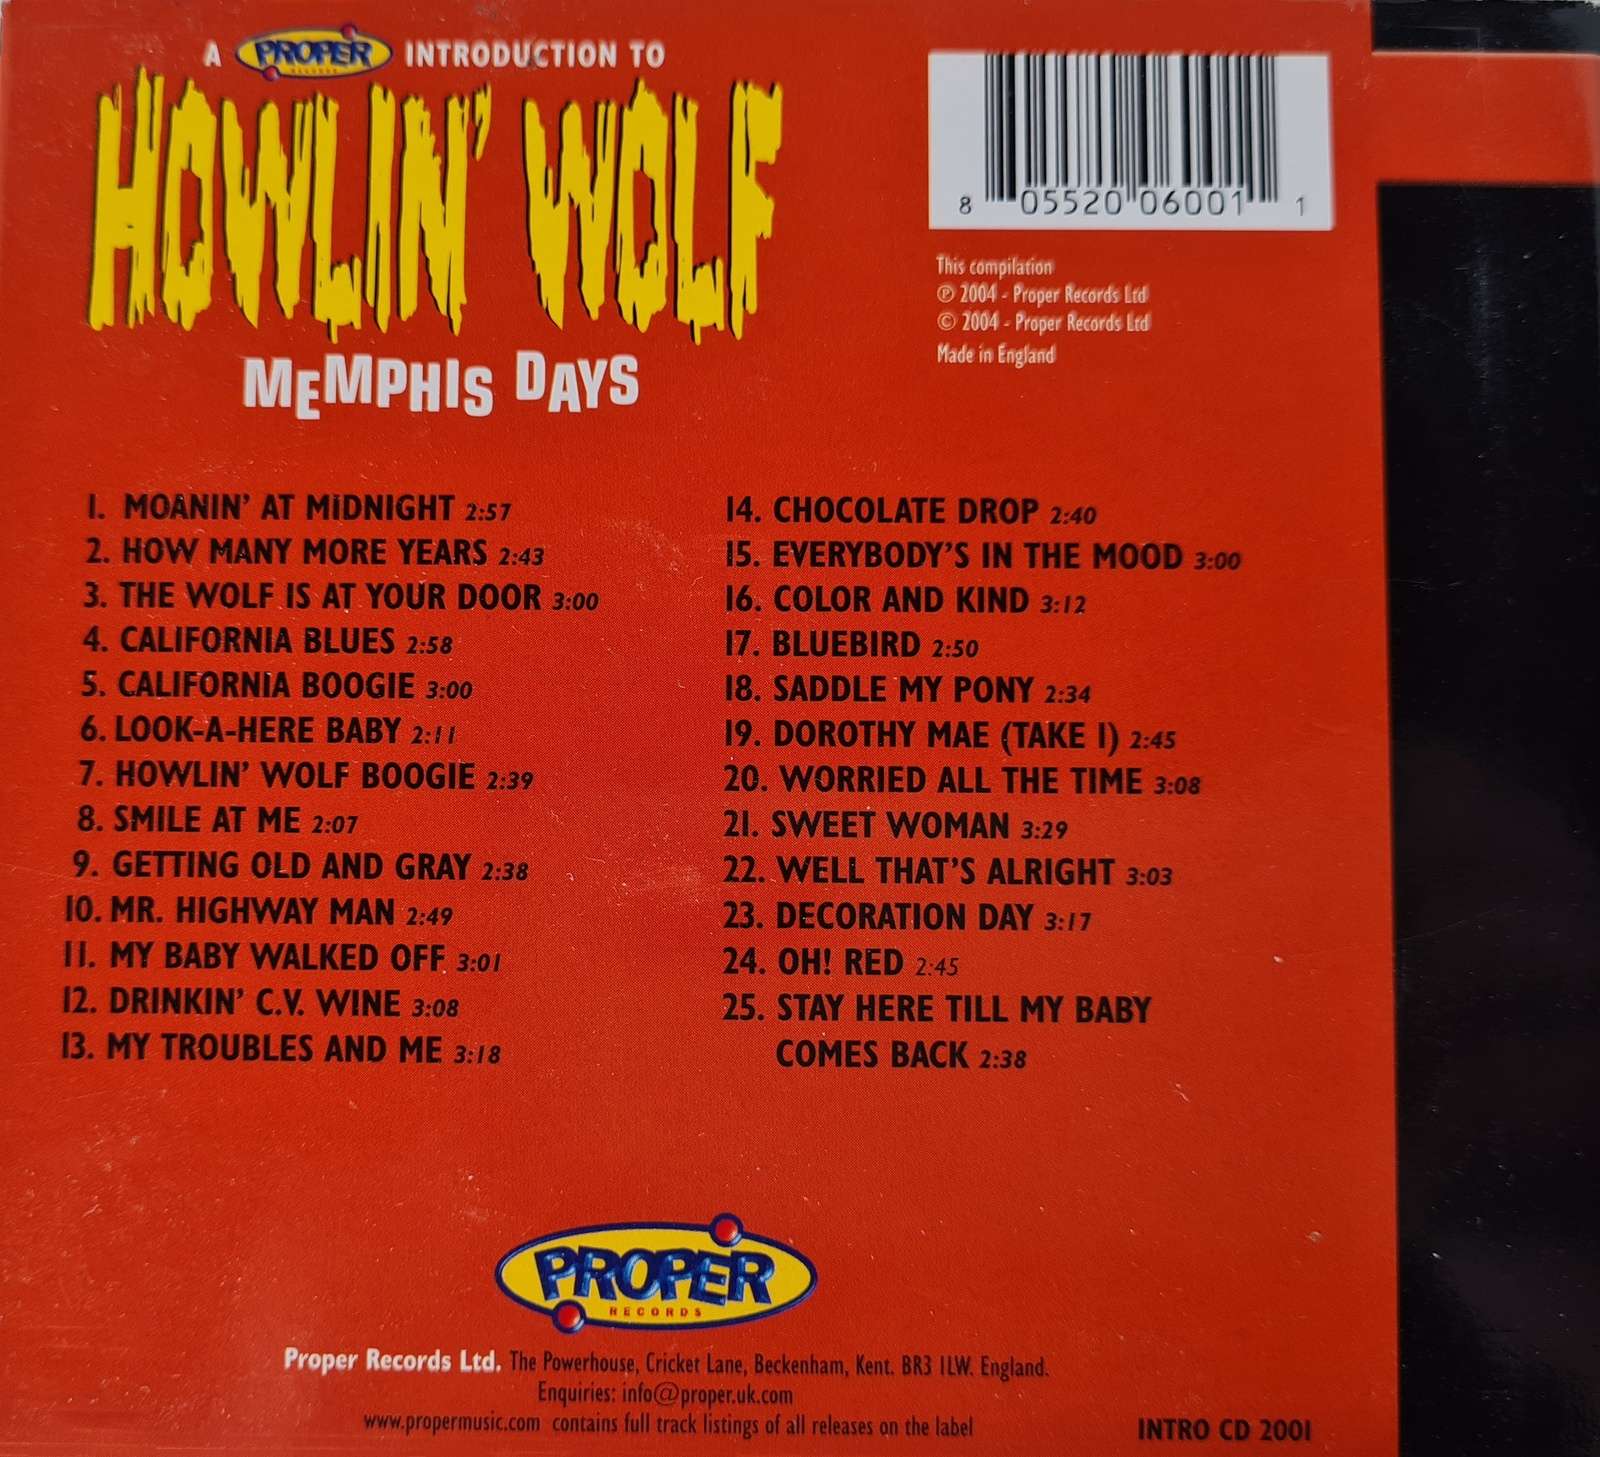 A PROPER RECORDS INTRODUCTION TO
HOWLIN' WOLF
MEMPHIS DAYS
8 05520 06001 1
This compilation
℗ 2004 - Proper Records Ltd
© 2004 - Proper Records Ltd
Made in England
1. MOANIN' AT MIDNIGHT 2:57
2. HOW MANY MORE YEARS 2:43
3. THE WOLF IS AT YOUR DOOR 3:00
4. CALIFORNIA BLUES 2:58
5. CALIFORNIA BOOGIE 3:00
6. LOOK-A-HERE BABY 2:11
7. HOWLIN' WOLF BOOGIE 2:39
8. SMILE AT ME 2:07
9. GETTING OLD AND GRAY 2:38
10. MR. HIGHWAY MAN 2:49
11. MY BABY WALKED OFF 3:01
12. DRINKIN' C.V. WINE 3:08
13. MY TROUBLES AND ME 3:18
14. CHOCOLATE DROP 2:40
15. EVERYBODY'S IN THE MOOD 3:00
16. COLOR AND KIND 3:12
17. BLUEBIRD 2:50
18. SADDLE MY PONY 2:34
19. DOROTHY MAE (TAKE 1) 2:45
20. WORRIED ALL THE TIME 3:08
21. SWEET WOMAN 3:29
22. WELL THAT'S ALRIGHT 3:03
23. DECORATION DAY 3:17
24. OH! RED 2:45
25. STAY HERE TILL MY BABY
COMES BACK 2:38
PROPER
RECORDS
Proper Records Ltd. The Powerhouse, Cricket Lane, Beckenham, Kent. BR3 1LW. England.
Enquiries: info@proper.uk.com
www.propermusic.com contains full track listings of all releases on the label
INTRO CD 2001